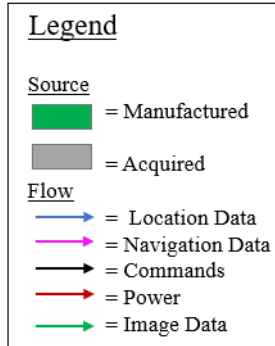 Legend
Source
= Manufactured
= Acquired
Flow
= Location Data
= Navigation Data
= Commands
= Power
= Image Data